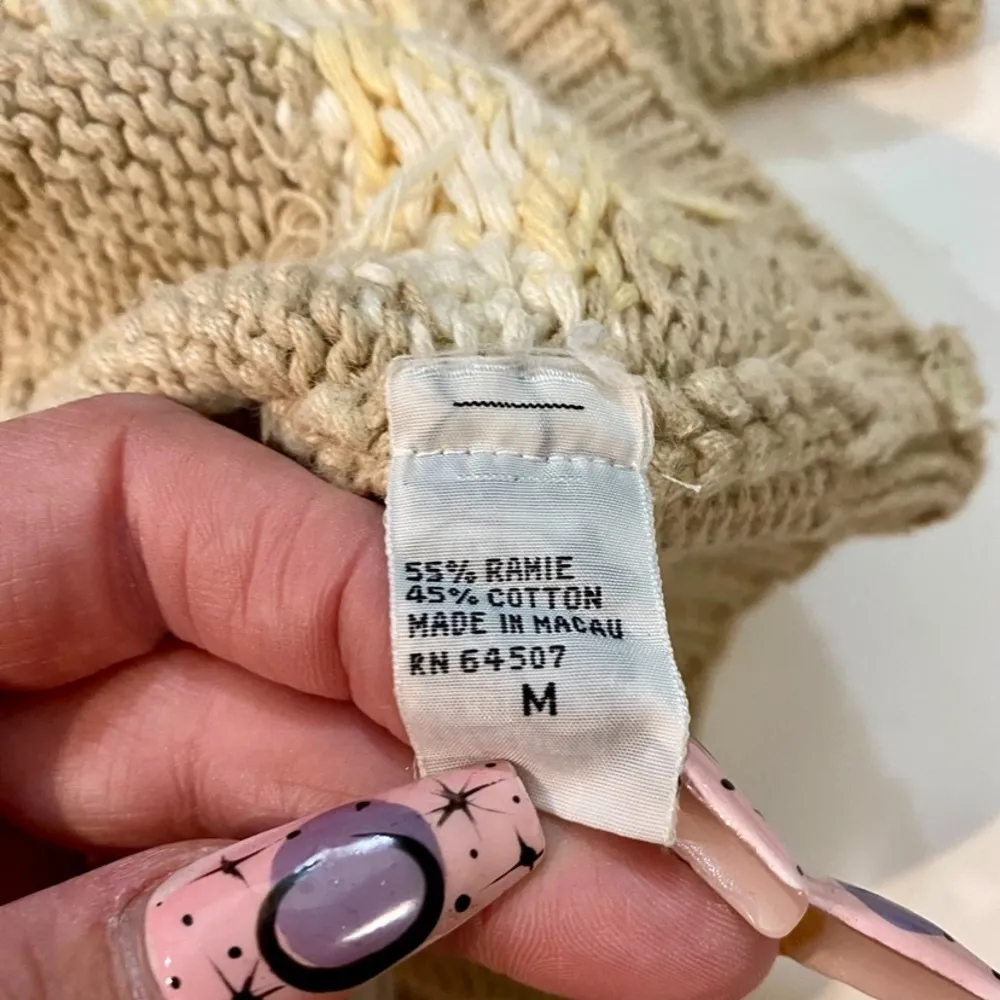 55% RAMIE
45% COTTON
MADE IN MACAU
RN 64507
M